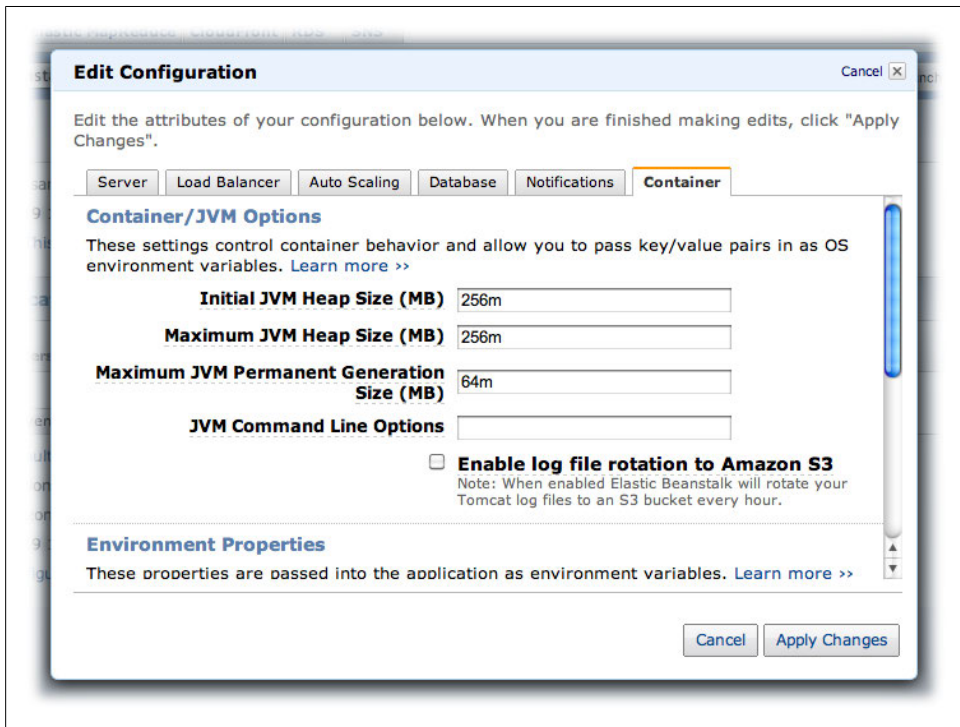 Elastic MapReduce CloudFront RDS SNS
Edit Configuration
Cancel
Edit the attributes of your configuration below. When you are finished making edits, click "Apply
Changes".
Server Load Balancer Auto Scaling Database Notifications Container
Container/JVM Options
These settings control container behavior and allow you to pass key/value pairs in as OS
environment variables. Learn more >>
Initial JVM Heap Size (MB) 256m
Maximum JVM Heap Size (MB) 256m
Maximum JVM Permanent Generation
Size (MB) 64m
JVM Command Line Options
Enable log file rotation to Amazon S3
Note: When enabled Elastic Beanstalk will rotate your
Tomcat log files to an S3 bucket every hour.
Environment Properties
These properties are passed into the application as environment variables. Learn more >>
Cancel Apply Changes